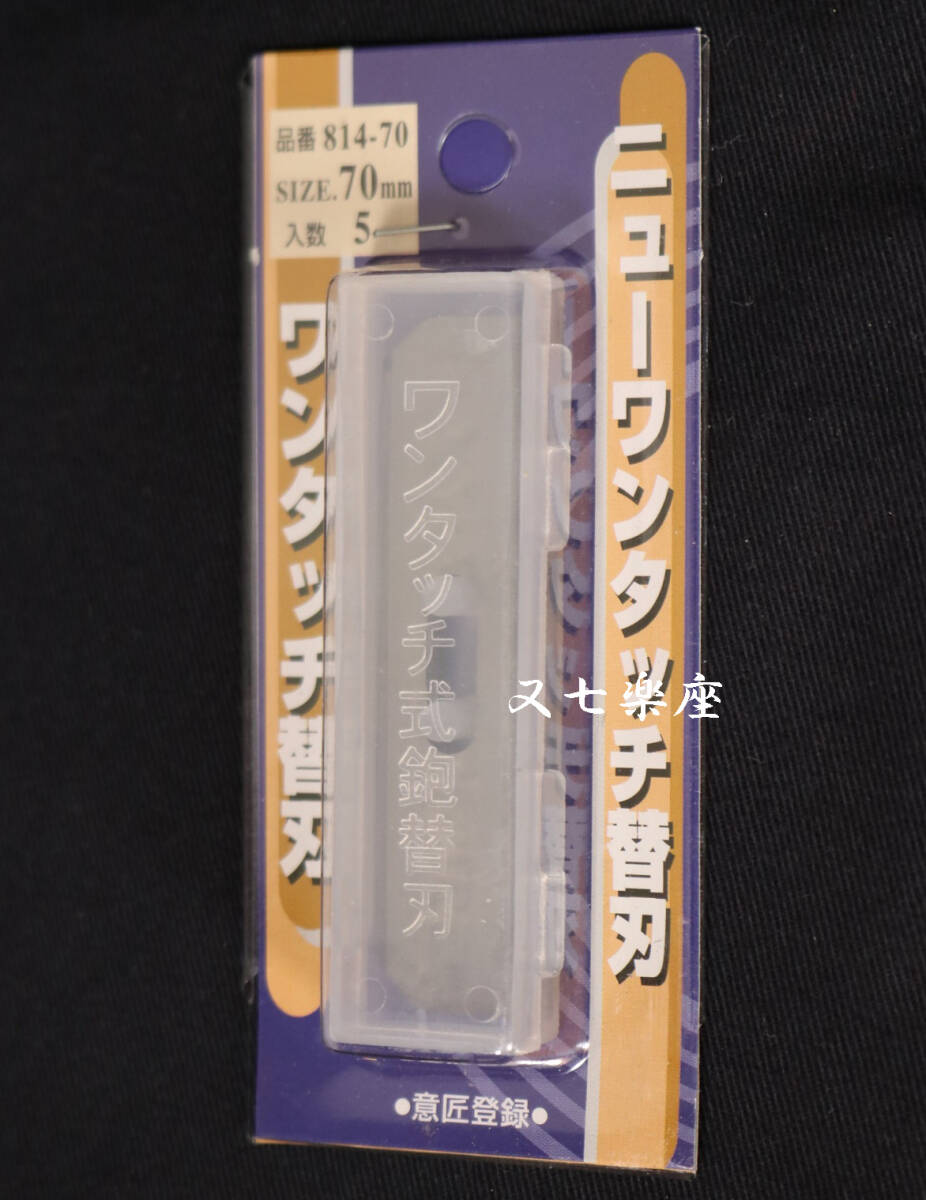 品番 814-70
SIZE.70mm
入数 5
ニューワンタッチ替刃
ワンタッチ替刃
ワンタッチ式鉋替刃
又七楽座
●意匠登録●